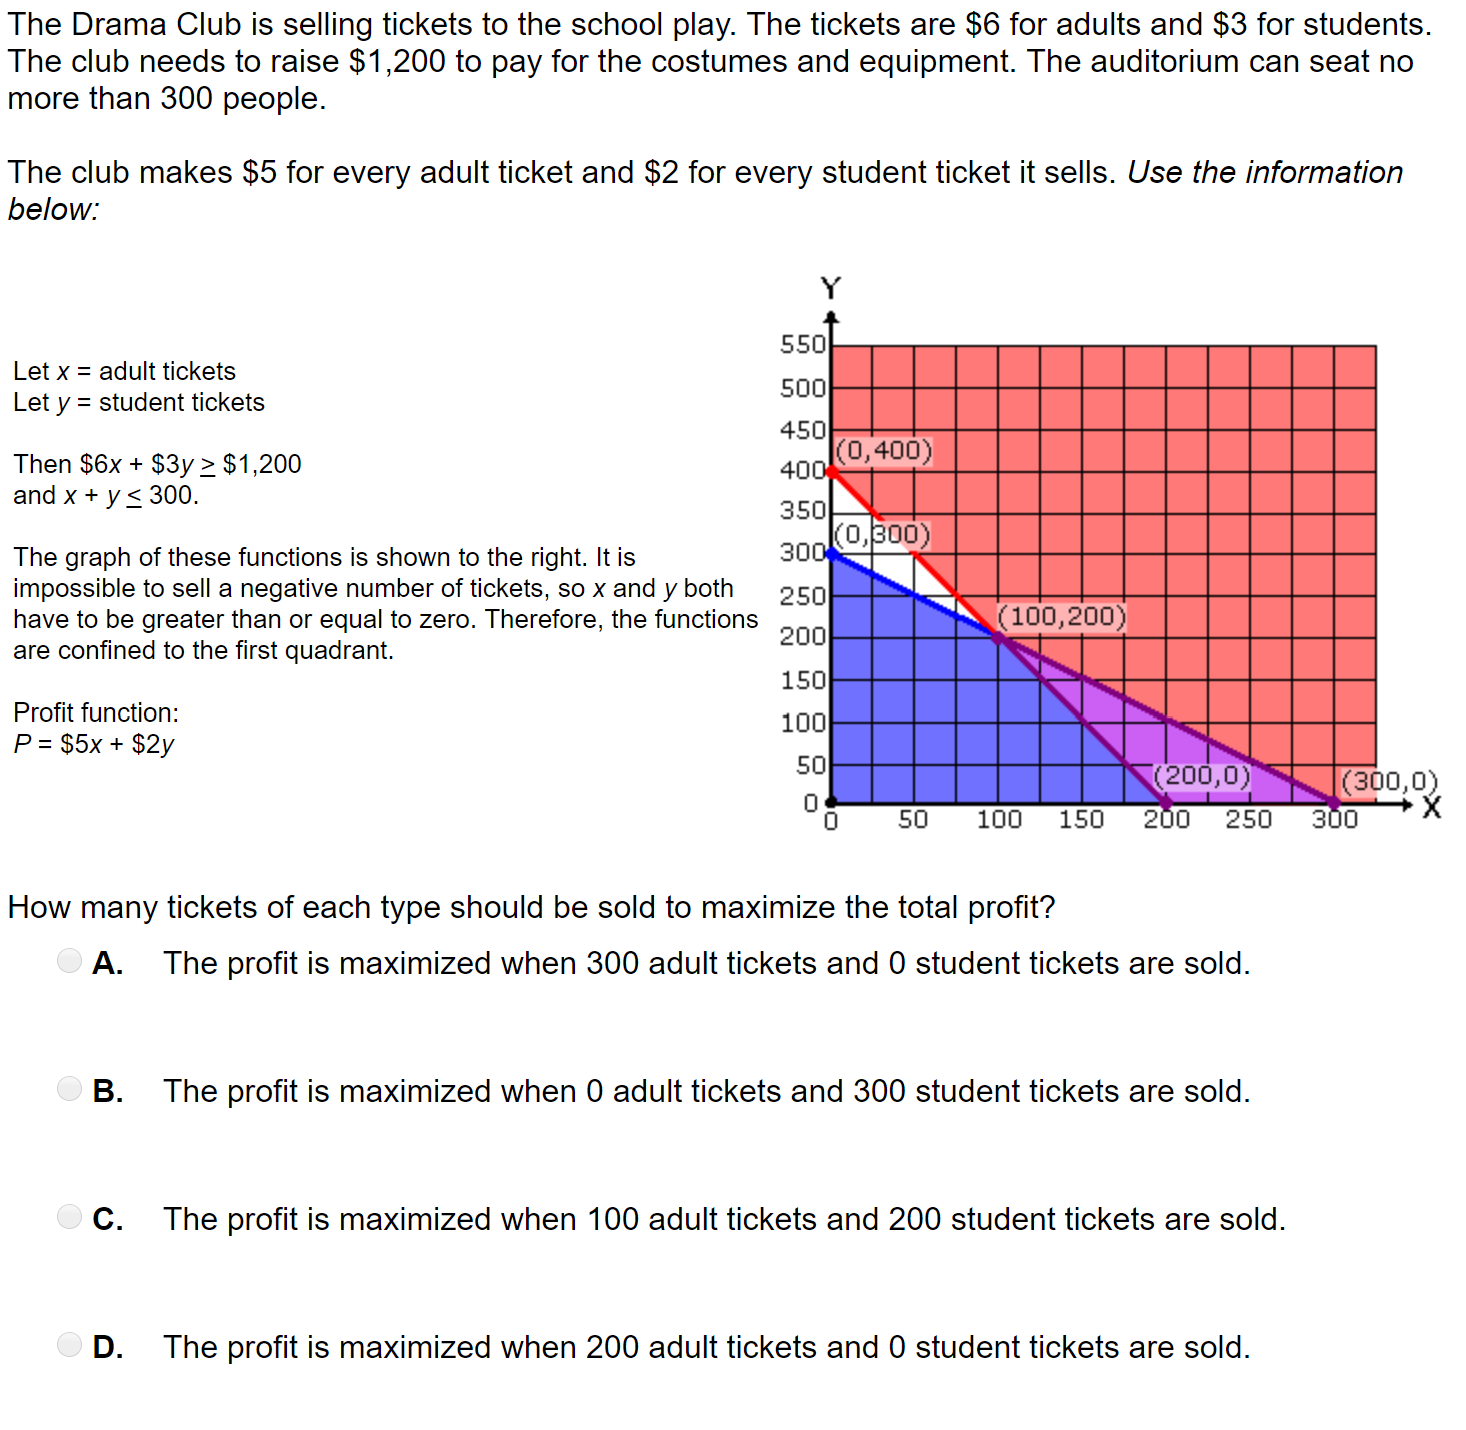 The Drama Club is selling tickets to the school play. The tickets are $6 for adults and $3 for students.
The club needs to raise $1,200 to pay for the costumes and equipment. The auditorium can seat no
more than 300 people.
The club makes $5 for every adult ticket and $2 for every student ticket it sells. Use the information
below:
Let x = adult tickets
Let y = student tickets
Then $6x + $3y ≥ $1,200
and x + y ≤ 300.
The graph of these functions is shown to the right. It is
impossible to sell a negative number of tickets, so x and y both
have to be greater than or equal to zero. Therefore, the functions
are confined to the first quadrant.
Profit function:
P = $5x + $2y
Y
550
500
450
(0,400)
400
350
(0,300)
300
250
(100,200)
200
150
100
50
(200,0)
(300,0)
0
X
0 50 100 150 200 250 300
How many tickets of each type should be sold to maximize the total profit?
A. The profit is maximized when 300 adult tickets and 0 student tickets are sold.
B. The profit is maximized when 0 adult tickets and 300 student tickets are sold.
C. The profit is maximized when 100 adult tickets and 200 student tickets are sold.
D. The profit is maximized when 200 adult tickets and 0 student tickets are sold.